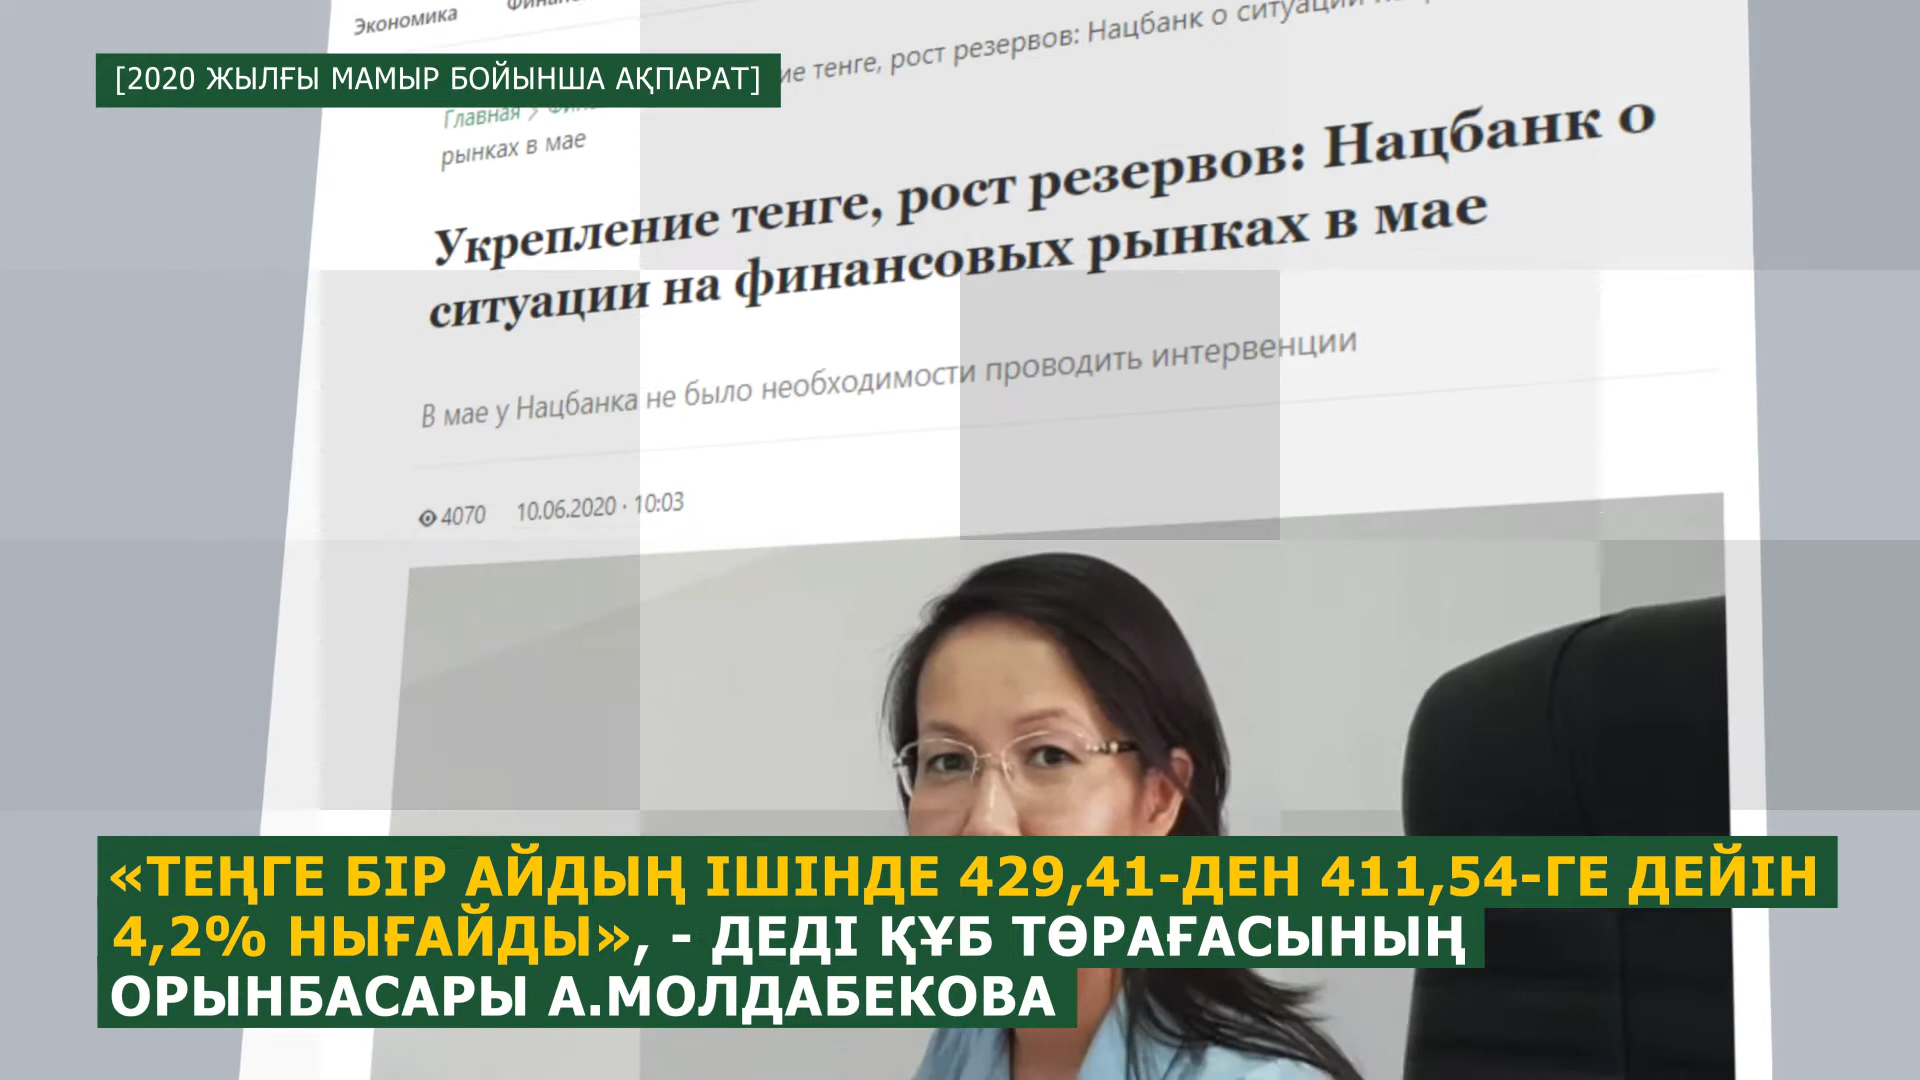 Экономика
[2020 ЖЫЛҒЫ МАМЫР БОЙЫНША АҚПАРАТ]
тенге, рост резервов: Нацбанк о ситуации
Главная
рынках в мае
Укрепление тенге, рост резервов: Нацбанк о
ситуации на финансовых рынках в мае
В мае у Нацбанка не было необходимости проводить интервенции
4070 10.06.2020 · 10:03
«ТЕҢГЕ БІР АЙДЫҢ ІШІНДЕ 429,41-ДЕН 411,54-ГЕ ДЕЙІН
4,2% НЫҒАЙДЫ», - ДЕДІ ҚҰБ ТӨРАҒАСЫНЫҢ
ОРЫНБАСАРЫ А.МОЛДАБЕКОВА